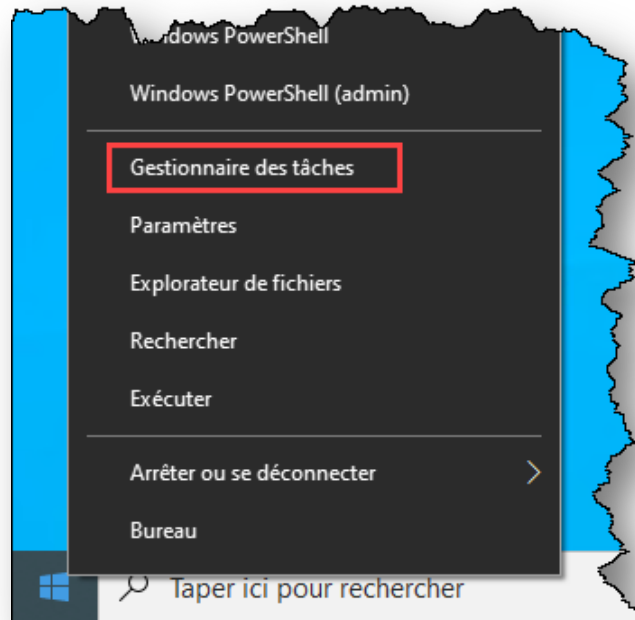 Windows PowerShell
Windows PowerShell (admin)
Gestionnaire des tâches
Paramètres
Explorateur de fichiers
Rechercher
Exécuter
Arrêter ou se déconnecter
Bureau
Taper ici pour rechercher